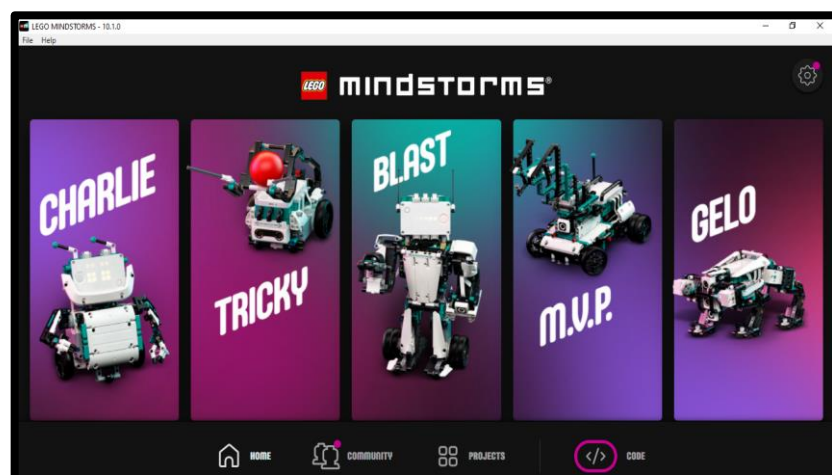 LEGO MINDSTORMS - 10.1.0
File Help
LEGO mindstorms®
CHARLIE
TRICKY
BLAST
M.V.P.
GELO
HOME COMMUNITY PROJECTS </> CODE